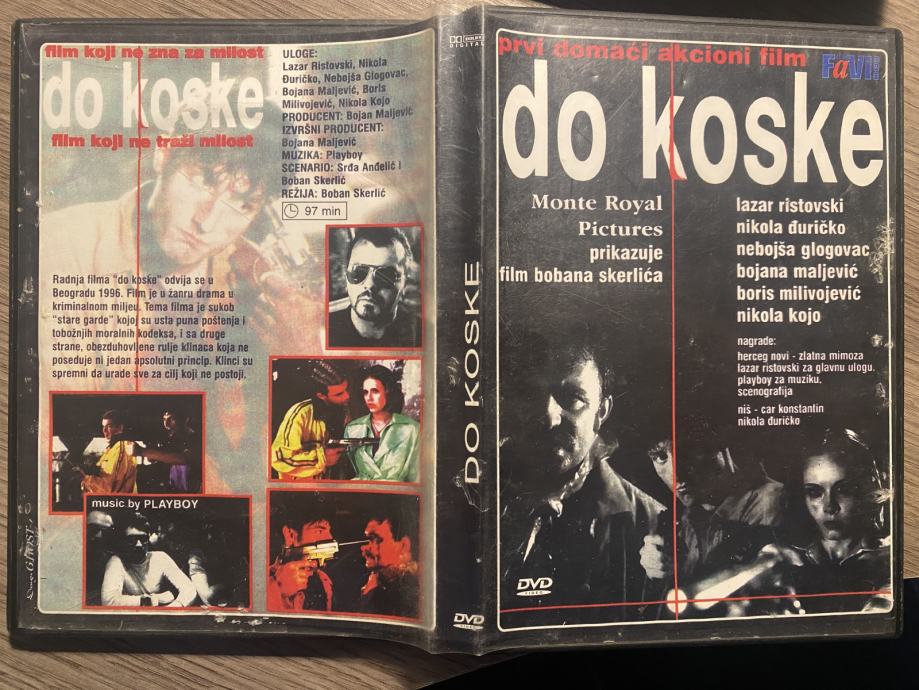 film koji ne zna za milost
do koske
film koji ne traži milost
ULOGE:
Lazar Ristovski, Nikola
Đuričko, Nebojša Glogovac,
Bojana Maljević, Boris
Milivojević, Nikola Kojo
PRODUCENT: Bojan Maljević
IZVRŠNI PRODUCENT:
Bojana Maljević
MUZIKA: Playboy
SCENARIO: Srđa Anđelić i
Boban Skerlić
REŽIJA: Boban Skerlić
97 min
Radnja filma "do koske" odvija se u
Beogradu 1996. Film je u žanru drama u
kriminalnom miljeu. Tema filma je sukob
"stare garde" kojoj su usta puna poštenja i
tobožnjih moralnih kodeksa, i sa druge
strane, obezduhovljene rulje klinaca koja ne
poseduje ni jedan apsolutni princip. Klinci su
spremni da urade sve za cilj koji ne postoji.
music by PLAYBOY
GHOST
DOLBY
DIGITAL
DO KOSKE
DVD
VIDEO
prvi domaći akcioni film
FaVI
do koske
Monte Royal
Pictures
prikazuje
film bobana skerlića
lazar ristovski
nikola đuričko
nebojša glogovac
bojana maljević
boris milivojević
nikola kojo
nagrade:
herceg novi - zlatna mimoza
lazar ristovski za glavnu ulogu.
playboy za muziku.
scenografija
niš - car konstantin
nikola đuričko
DVD
VIDEO